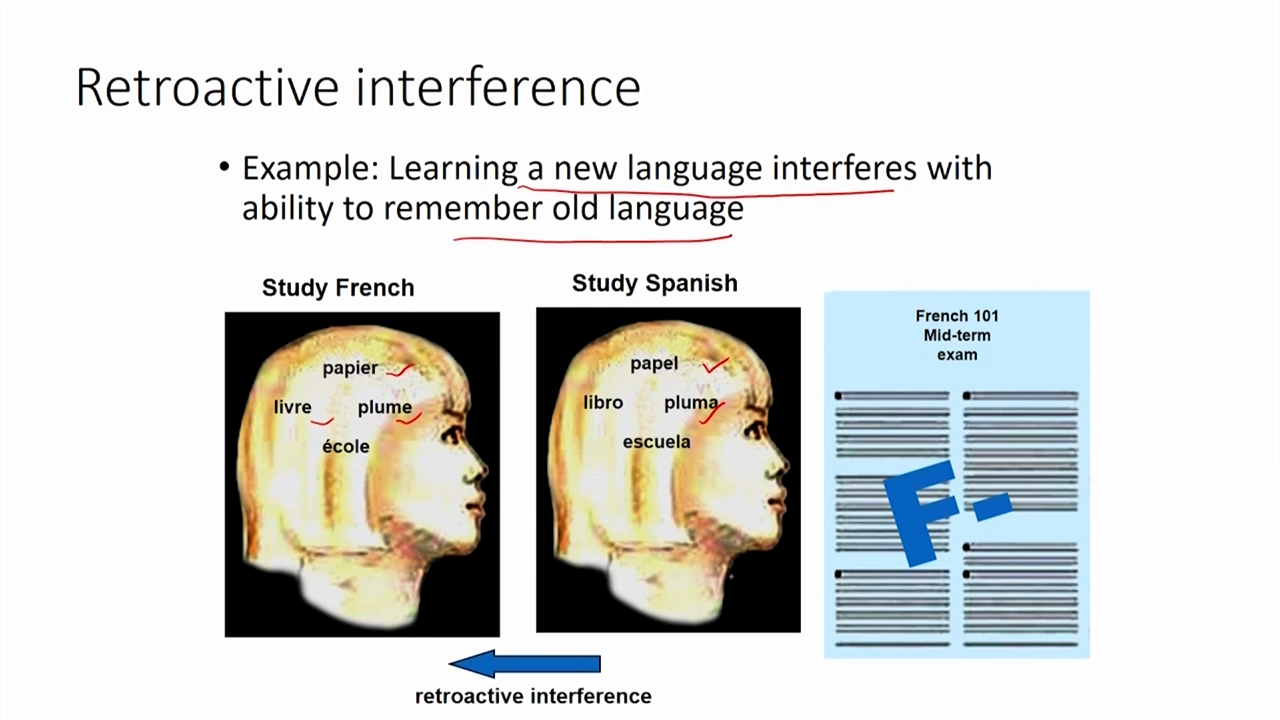 Retroactive interference
• Example: Learning a new language interferes with
ability to remember old language
Study French
papier
livre plume
école
Study Spanish
papel
libro pluma
escuela
French 101
Mid-term
exam
F-
retroactive interference